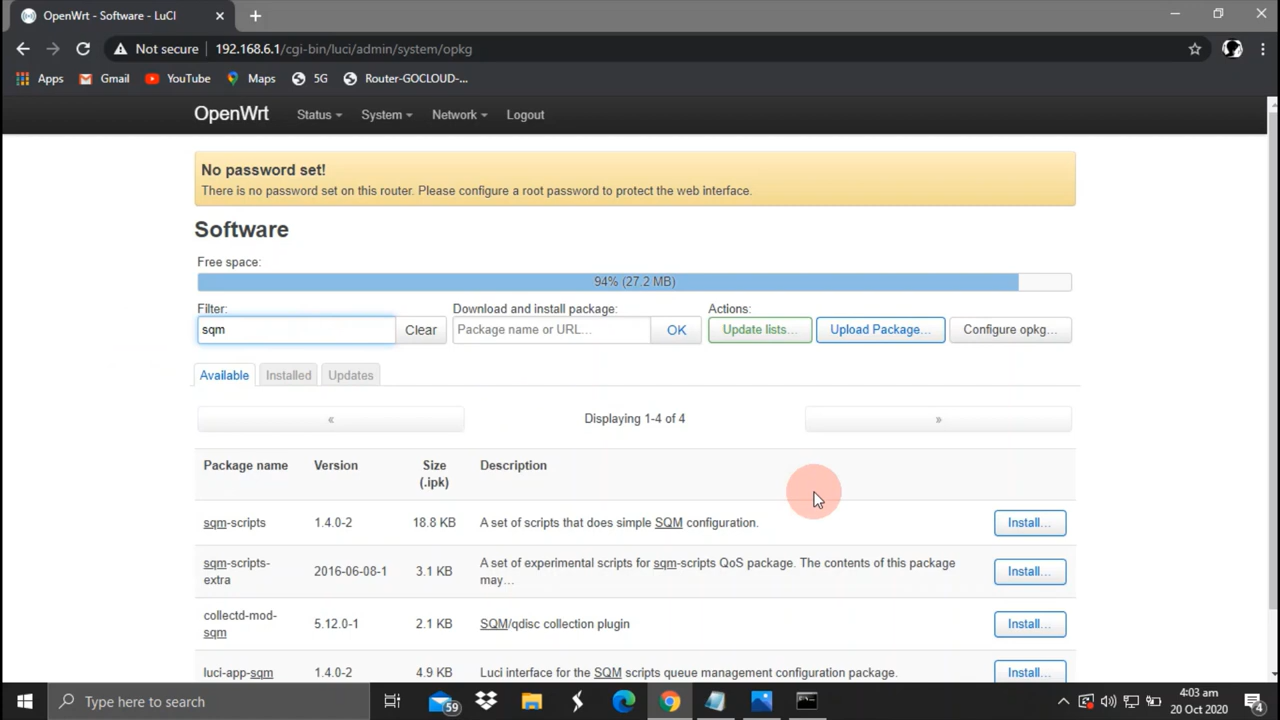 OpenWrt - Software - LuCI
Not secure 192.168.6.1/cgi-bin/luci/admin/system/opkg
Apps Gmail YouTube Maps 5G Router-GOCLOUD-...
OpenWrt Status System Network Logout
No password set!
There is no password set on this router. Please configure a root password to protect the web interface.
Software
Free space:
94% (27.2 MB)
Filter: Download and install package: Actions:
sqm Clear Package name or URL... OK Update lists... Upload Package... Configure opkg...
Available Installed Updates
« Displaying 1-4 of 4 »
Package name Version Size (.ipk) Description
sqm-scripts 1.4.0-2 18.8 KB A set of scripts that does simple SQM configuration. Install...
sqm-scripts-extra 2016-06-08-1 3.1 KB A set of experimental scripts for sqm-scripts QoS package. The contents of this package may... Install...
collectd-mod-sqm 5.12.0-1 2.1 KB SQM/qdisc collection plugin Install...
luci-app-sqm 1.4.0-2 4.9 KB Luci interface for the SQM scripts queue management configuration package. Install...
Type here to search 59 4:03 am
20 Oct 2020 4